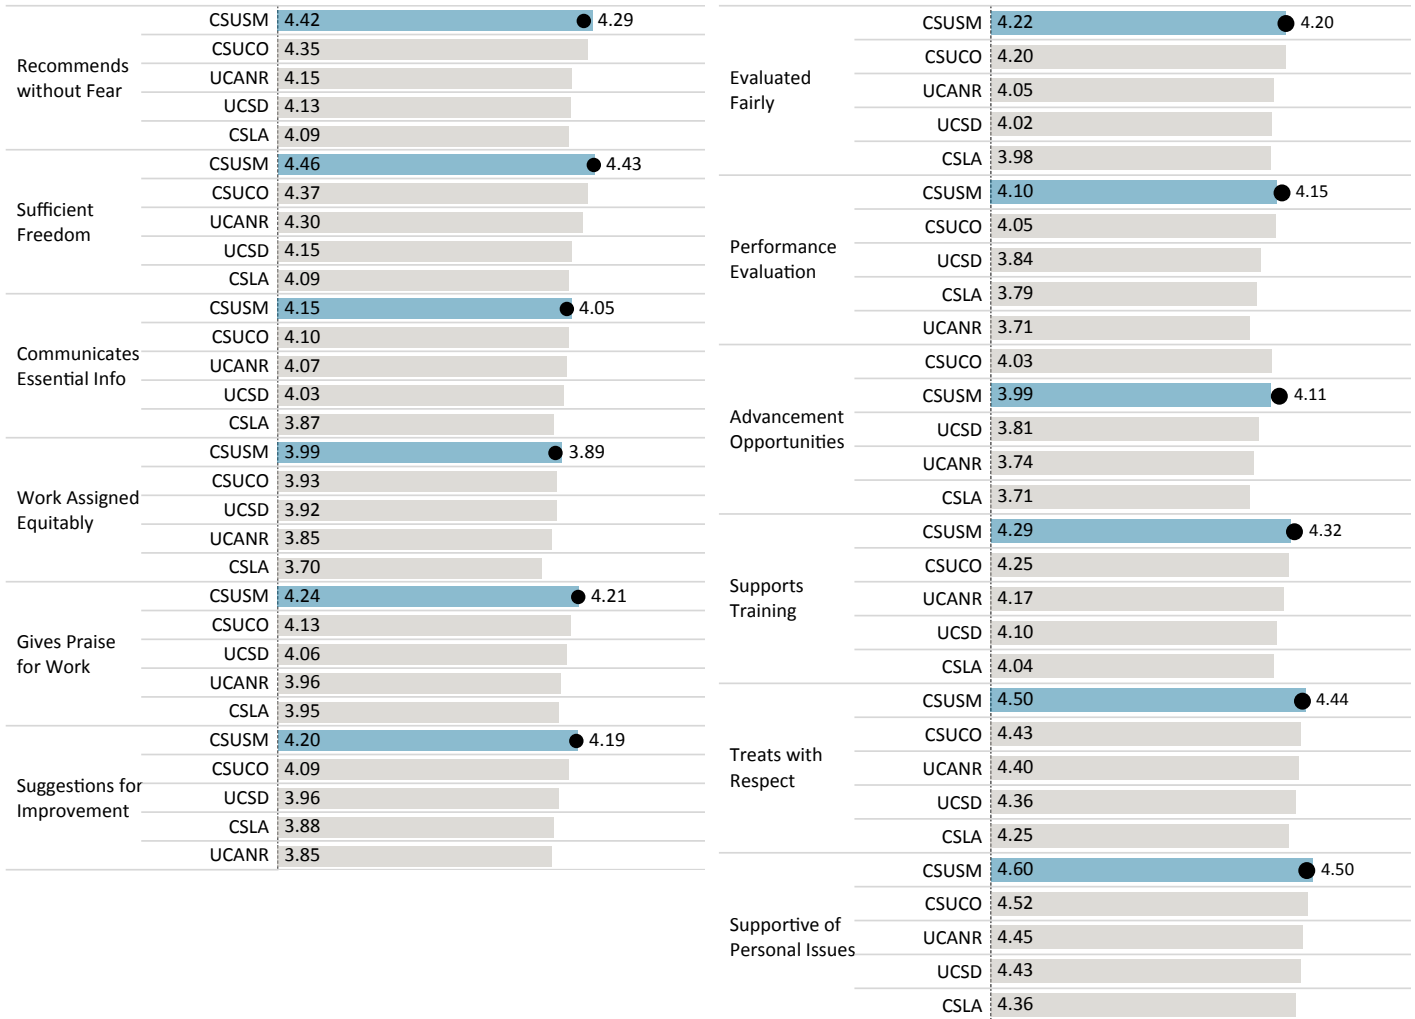 CSUSM 4.42 4.29
CSUCO 4.35
Recommends
without Fear
UCANR 4.15
UCSD 4.13
CSLA 4.09
CSUSM 4.46 4.43
CSUCO 4.37
Sufficient
Freedom
UCANR 4.30
UCSD 4.15
CSLA 4.09
CSUSM 4.15 4.05
CSUCO 4.10
Communicates
Essential Info
UCANR 4.07
UCSD 4.03
CSLA 3.87
CSUSM 3.99 3.89
CSUCO 3.93
Work Assigned
Equitably
UCSD 3.92
UCANR 3.85
CSLA 3.70
CSUSM 4.24 4.21
CSUCO 4.13
Gives Praise
for Work
UCSD 4.06
UCANR 3.96
CSLA 3.95
CSUSM 4.20 4.19
CSUCO 4.09
Suggestions for
Improvement
UCSD 3.96
CSLA 3.88
UCANR 3.85
CSUSM 4.22 4.20
CSUCO 4.20
Evaluated
Fairly
UCANR 4.05
UCSD 4.02
CSLA 3.98
CSUSM 4.10 4.15
CSUCO 4.05
Performance
Evaluation
UCSD 3.84
CSLA 3.79
UCANR 3.71
CSUCO 4.03
CSUSM 3.99 4.11
Advancement
Opportunities
UCSD 3.81
UCANR 3.74
CSLA 3.71
CSUSM 4.29 4.32
CSUCO 4.25
Supports
Training
UCANR 4.17
UCSD 4.10
CSLA 4.04
CSUSM 4.50 4.44
CSUCO 4.43
Treats with
Respect
UCANR 4.40
UCSD 4.36
CSLA 4.25
CSUSM 4.60 4.50
CSUCO 4.52
Supportive of
Personal Issues
UCANR 4.45
UCSD 4.43
CSLA 4.36